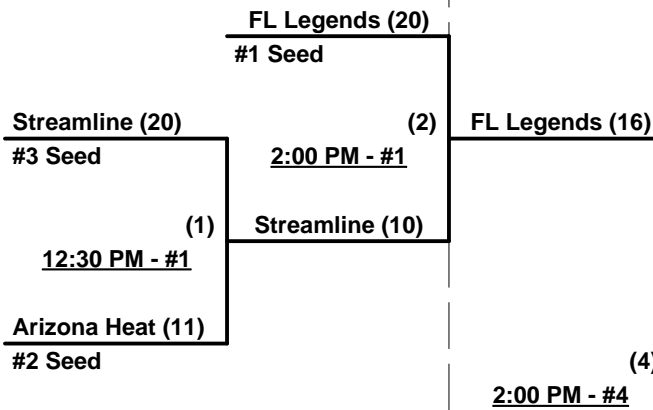 FL Legends (20)
#1 Seed
Streamline (20)
(2)
FL Legends (16)
#3 Seed
2:00 PM - #1
(1)
Streamline (10)
12:30 PM - #1
Arizona Heat (11)
#2 Seed
(4)
2:00 PM - #4